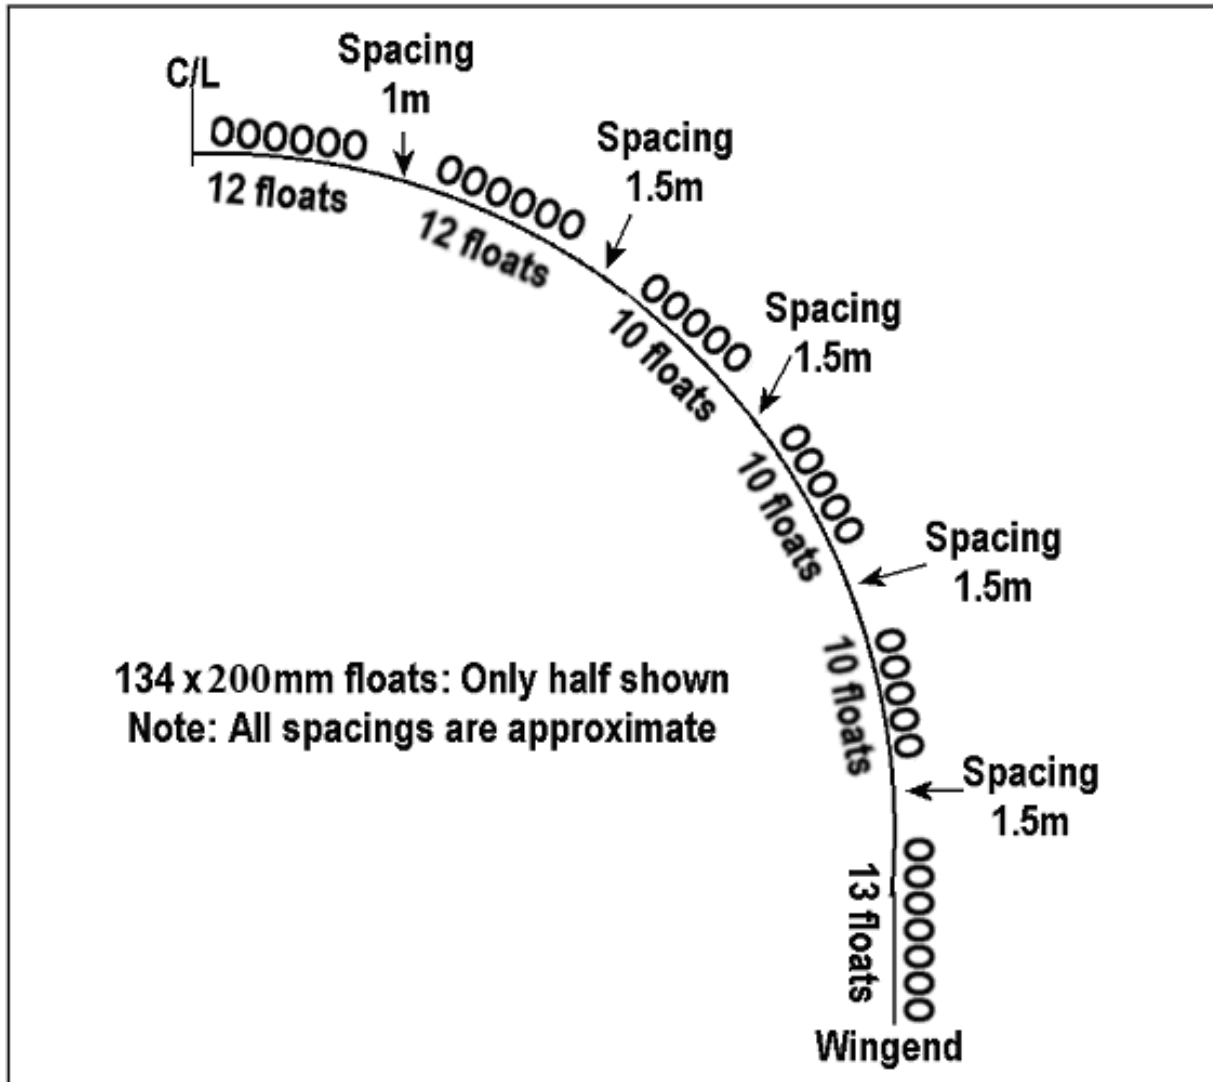 C/L
Spacing
1m
Spacing
1.5m
Spacing
1.5m
Spacing
1.5m
Spacing
1.5m
OOOOOO
12 floats
OOOOOO
12 floats
OOOOO
10 floats
OOOOO
10 floats
OOOOO
10 floats
OOOOOOO
13 floats
134 x 200mm floats: Only half shown
Note: All spacings are approximate
Wingend